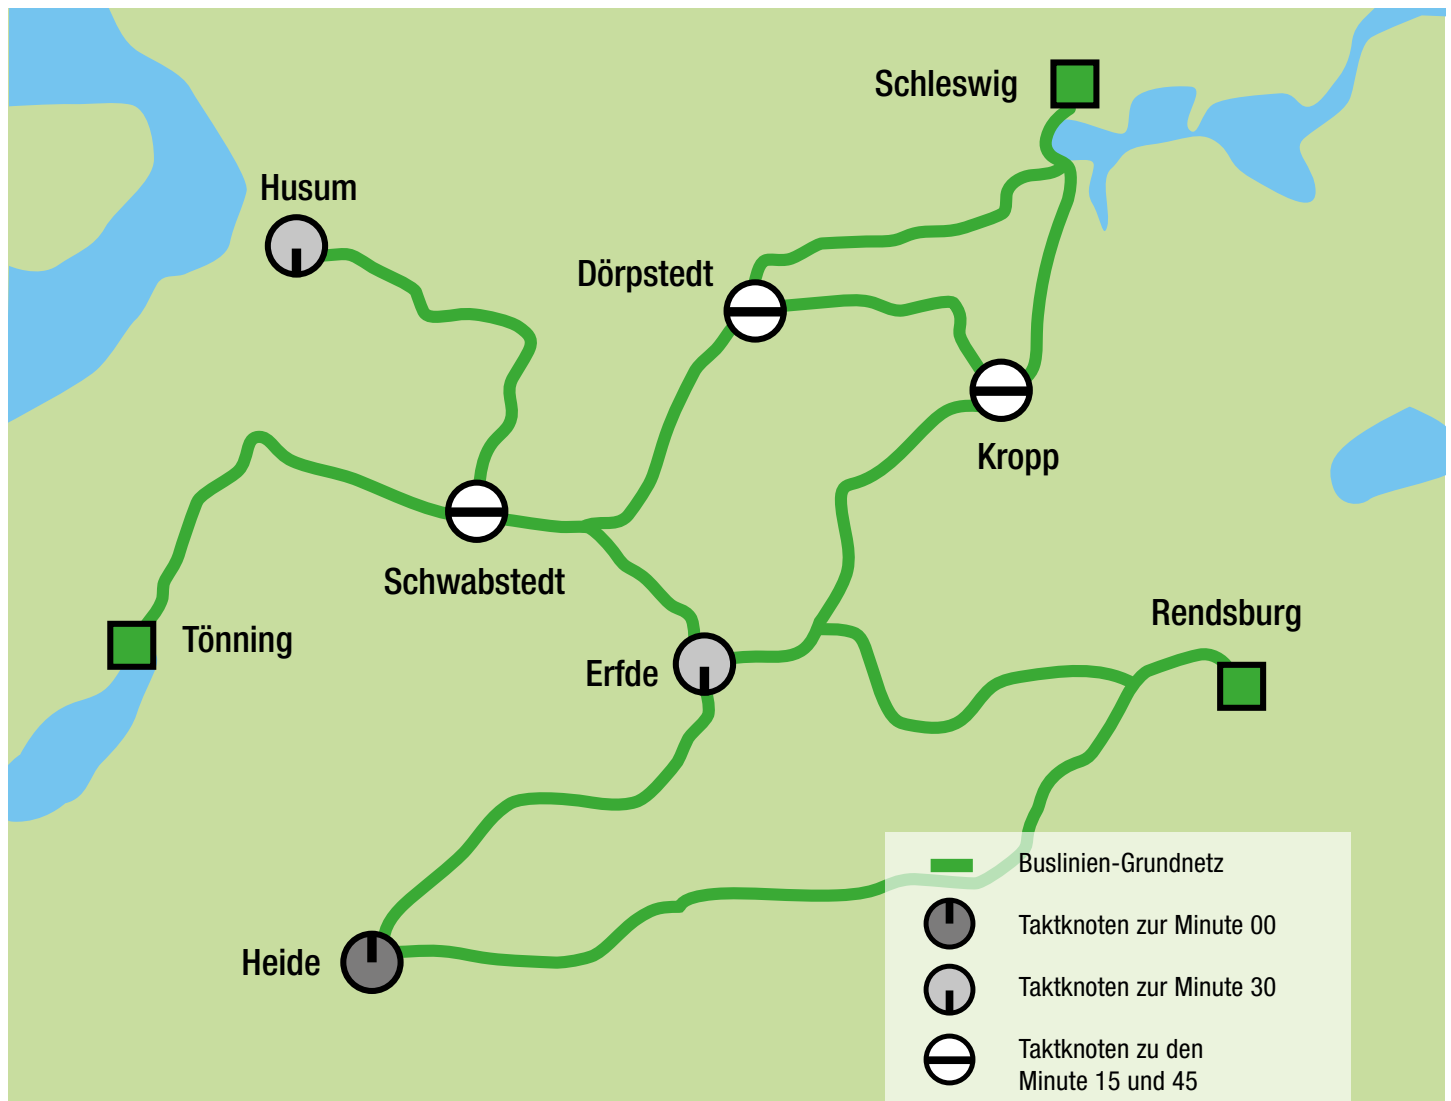 Schleswig
Husum
Dörpstedt
Kropp
Schwabstedt
Rendsburg
Tönning
Erfde
Heide
Buslinien-Grundnetz
Taktknoten zur Minute 00
Taktknoten zur Minute 30
Taktknoten zu den
Minute 15 und 45